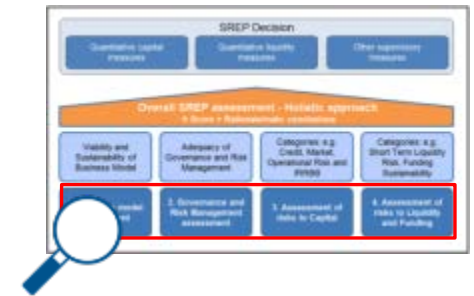 SREP Decision
Quantitative capital
measures
Quantitative liquidity
measures
Other supervisory
measures
Overall SREP assessment - Holistic approach
Viability and
Sustainability of
Business Model
Adequacy of
Governance and Risk
Management
Categories: e.g.
Credit, Market,
Operational Risk and
IRRBB
Categories: e.g.
Short Term Liquidity
Risk, Funding
Sustainability
model
2. Governance and
Risk Management
assessment
3. Assessment of
risks to Capital
4. Assessment of
risks to Liquidity
and Funding